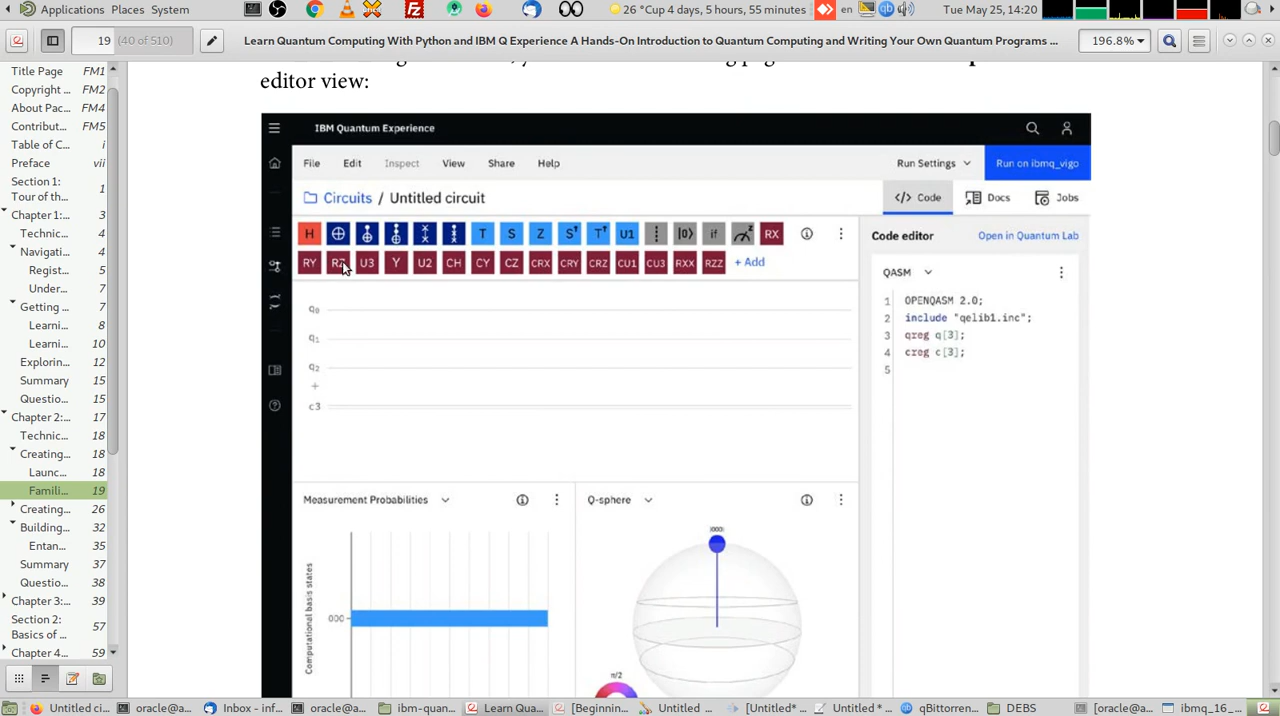 Applications Places System 26 °Cup 4 days, 5 hours, 55 minutes en qb Tue May 25, 14:20
19 (40 of 510) Learn Quantum Computing With Python and IBM Q Experience A Hands-On Introduction to Quantum Computing and Writing Your Own Quantum Programs ... 196.8%
Title Page FM1
Copyright ... FM2
About Pac... FM4
Contribut... FM5
Table of C... i
Preface vii
Section 1:
Tour of th... 1
Chapter 1:... 3
Technic... 4
Navigati... 4
Regist... 5
Under... 7
Getting ... 7
Learni... 8
Learni... 10
Explorin... 12
Summary 15
Question... 15
Chapter 2:... 17
Technic... 18
Creating... 18
Launc... 18
Famili... 19
Creating... 26
Building... 32
Entan... 35
Summary 37
Questio... 38
Chapter 3:... 39
Section 2:
Basics of ... 57
Chapter 4... 59
editor view:
IBM Quantum Experience
File Edit Inspect View Share Help Run Settings Run on ibmq_vigo
Circuits / Untitled circuit </> Code Docs Jobs
H T S Z S† T† U1 |0⟩ if RX
RY RZ U3 Y U2 CH CY CZ CRX CRY CRZ CU1 CU3 RXX RZZ + Add
Code editor Open in Quantum Lab
QASM
1 OPENQASM 2.0;
2 include "qelib1.inc";
3 qreg q[3];
4 creg c[3];
5
q0
q1
q2
+
c3
Measurement Probabilities
Computational basis states
000
Q-sphere
π/2
Untitled ci... oracle@a... Inbox - inf... oracle@a... ibm-quan... Learn Qua... [Beginnin... Untitled ... [Untitled*... Untitled *... qBittorren... DEBS [oracle@a... ibmq_16_...